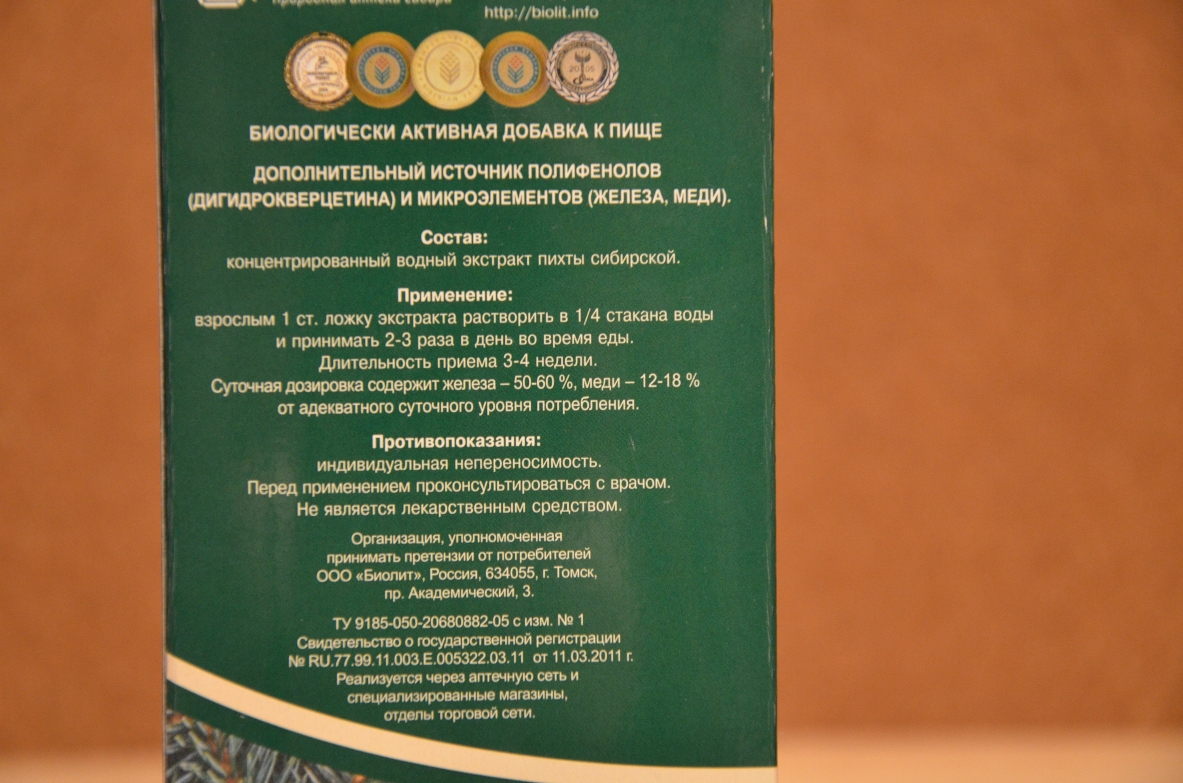 http://biolit.info
2005
БИОЛОГИЧЕСКИ АКТИВНАЯ ДОБАВКА К ПИЩЕ
ДОПОЛНИТЕЛЬНЫЙ ИСТОЧНИК ПОЛИФЕНОЛОВ
(ДИГИДРОКВЕРЦЕТИНА) И МИКРОЭЛЕМЕНТОВ (ЖЕЛЕЗА, МЕДИ).
Состав:
концентрированный водный экстракт пихты сибирской.
Применение:
взрослым 1 ст. ложку экстракта растворить в 1/4 стакана воды
и принимать 2-3 раза в день во время еды.
Длительность приема 3-4 недели.
Суточная дозировка содержит железа – 50-60 %, меди – 12-18 %
от адекватного суточного уровня потребления.
Противопоказания:
индивидуальная непереносимость.
Перед применением проконсультироваться с врачом.
Не является лекарственным средством.
Организация, уполномоченная
принимать претензии от потребителей
ООО «Биолит», Россия, 634055, г. Томск,
пр. Академический, 3.
ТУ 9185-050-20680882-05 с изм. № 1
Свидетельство о государственной регистрации
№ RU.77.99.11.003.Е.005322.03.11 от 11.03.2011 г.
Реализуется через аптечную сеть и
специализированные магазины,
отделы торговой сети.